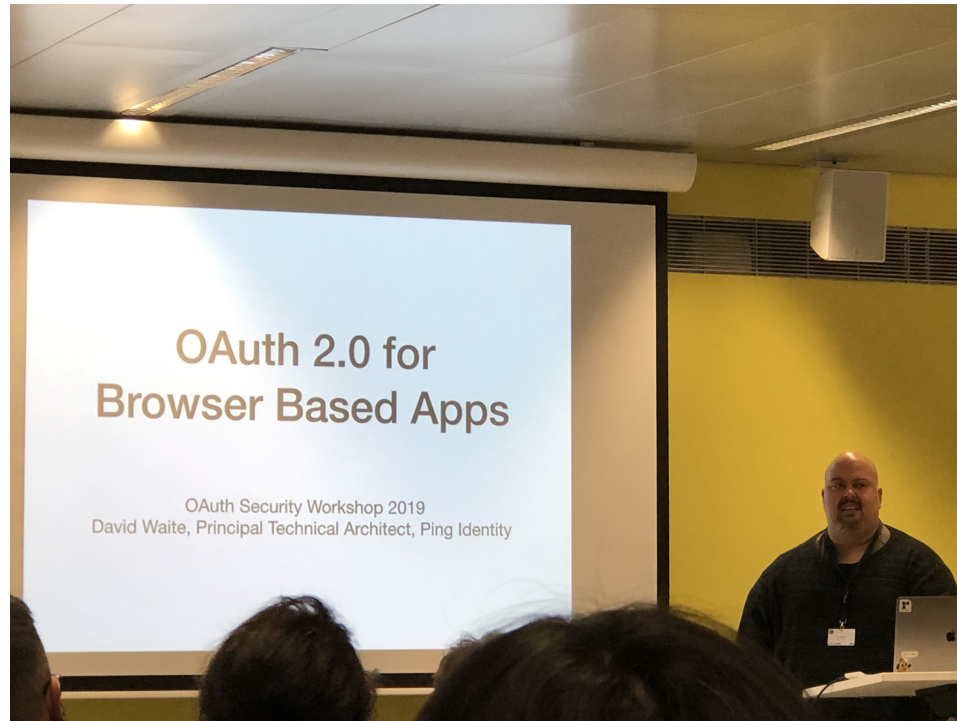 OAuth 2.0 for
Browser Based Apps
OAuth Security Workshop 2019
David Waite, Principal Technical Architect, Ping Identity